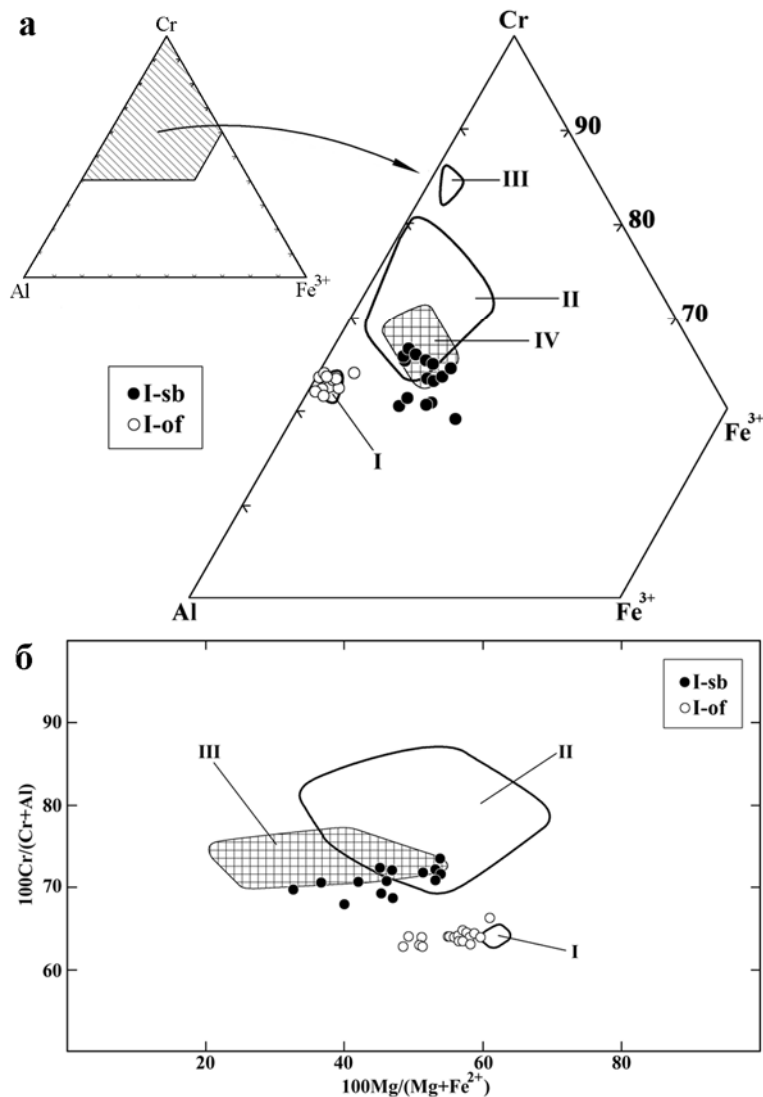 а
Cr
Al
Fe3+
Cr
90
80
70
III
II
IV
I
I-sb
I-of
Fe3+
Al
Fe3+
б
I-sb
I-of
90
80
70
60
III
II
I
100Cr/(Cr+Al)
20
40
60
80
100Mg/(Mg+Fe2+)